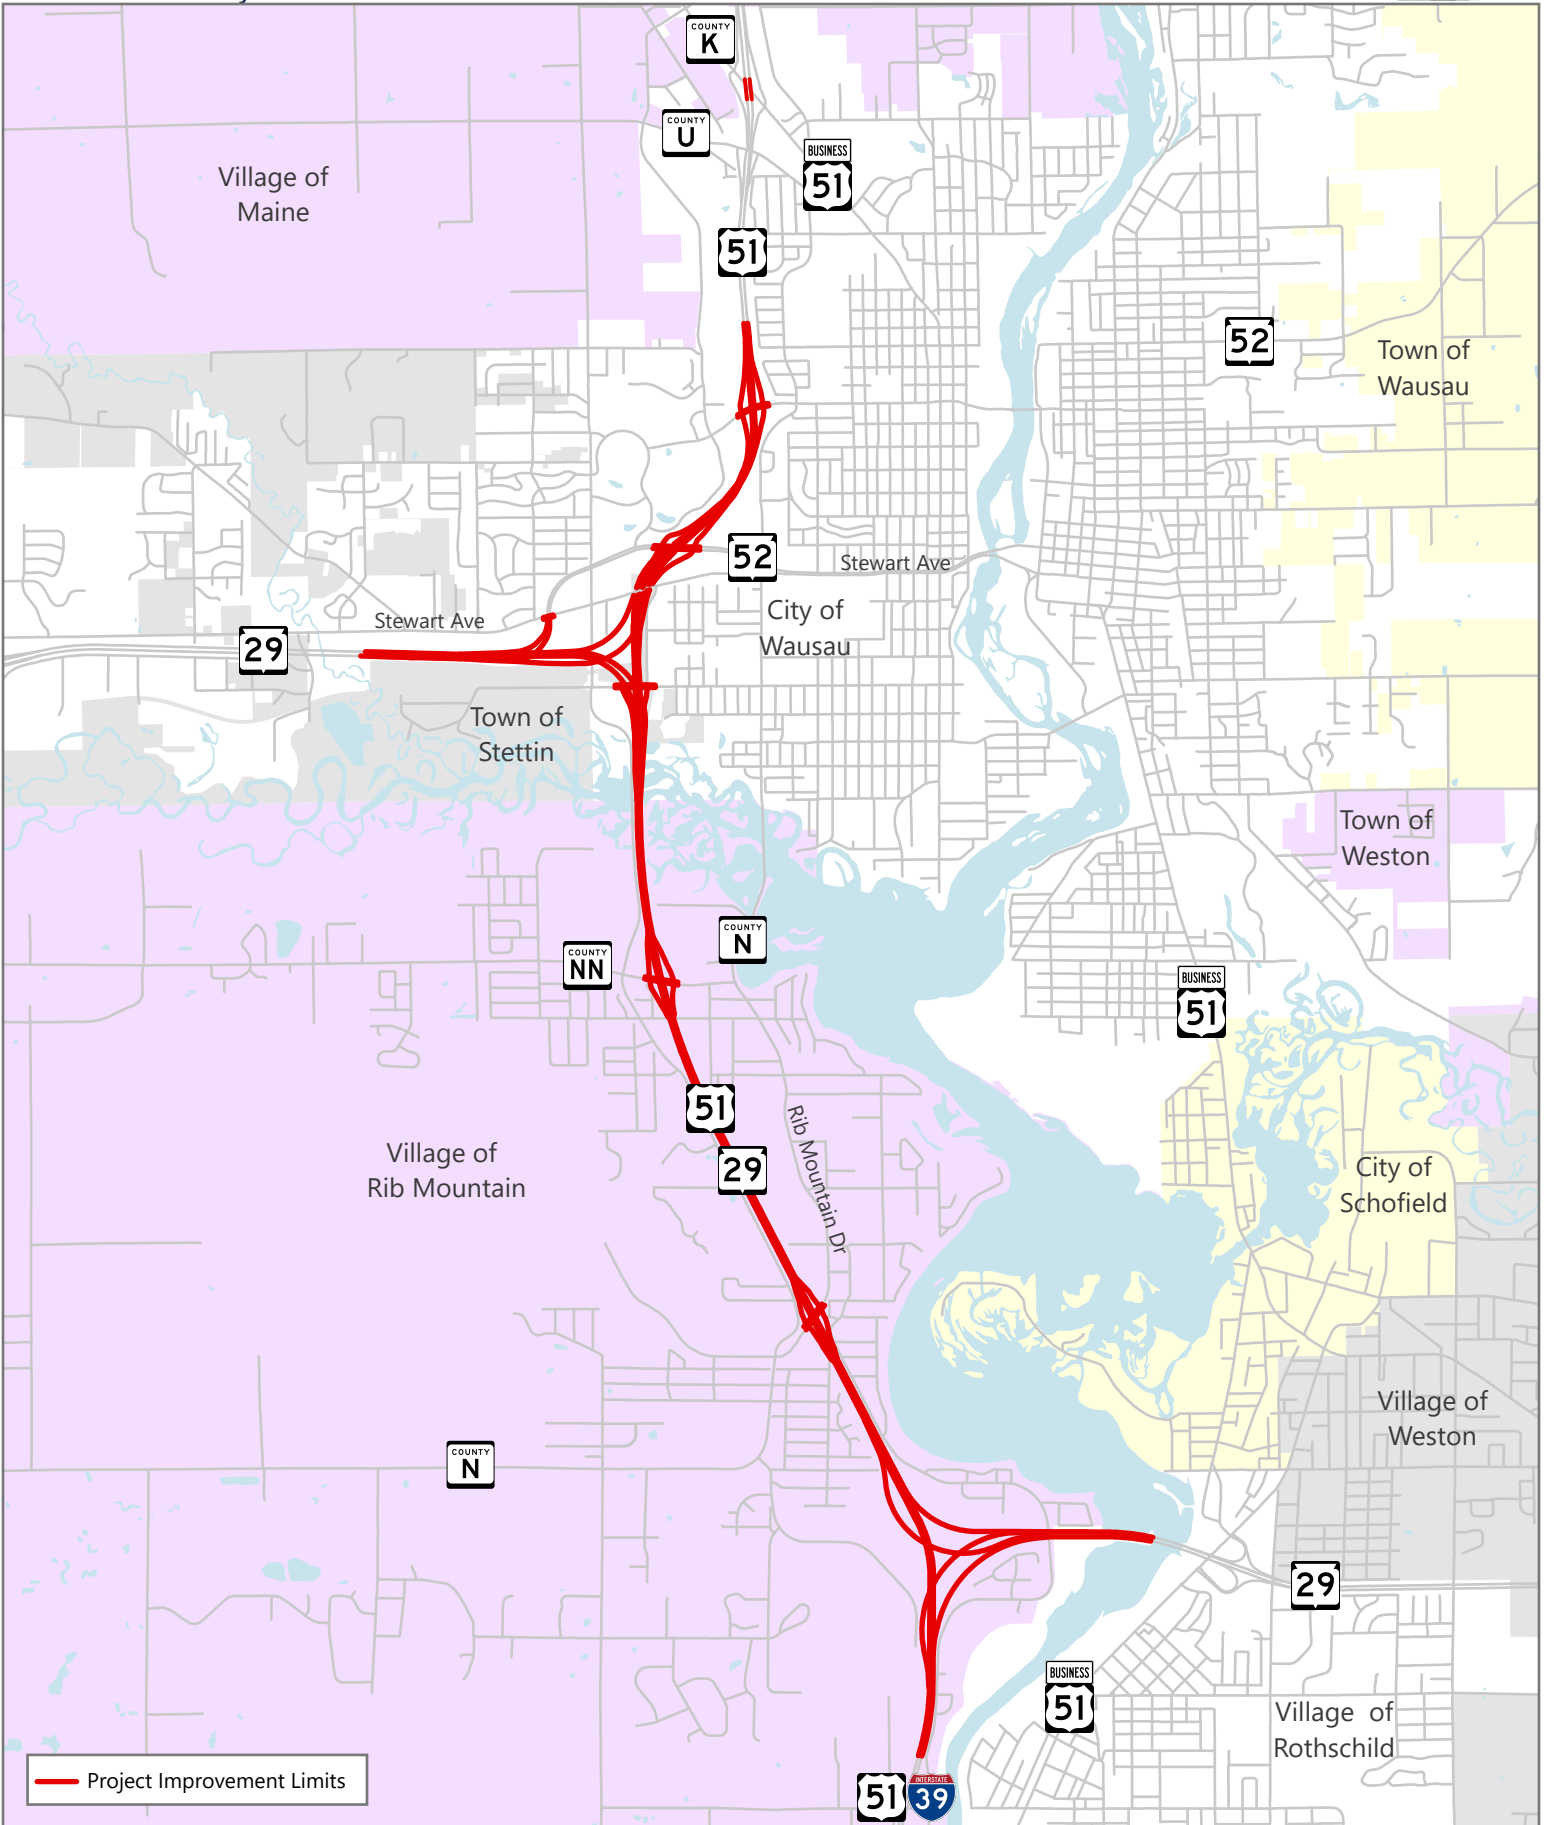 COUNTY
K
COUNTY
U
BUSINESS
51
Village of
Maine
51
52
Town of
Wausau
52
Stewart Ave
City of
Wausau
Stewart Ave
29
Town of
Stettin
Town of
Weston
COUNTY
N
COUNTY
NN
BUSINESS
51
51
Rib Mountain Dr
29
Village of
Rib Mountain
City of
Schofield
Village of
Weston
COUNTY
N
29
BUSINESS
51
Village of
Rothschild
Project Improvement Limits
51
INTERSTATE
39